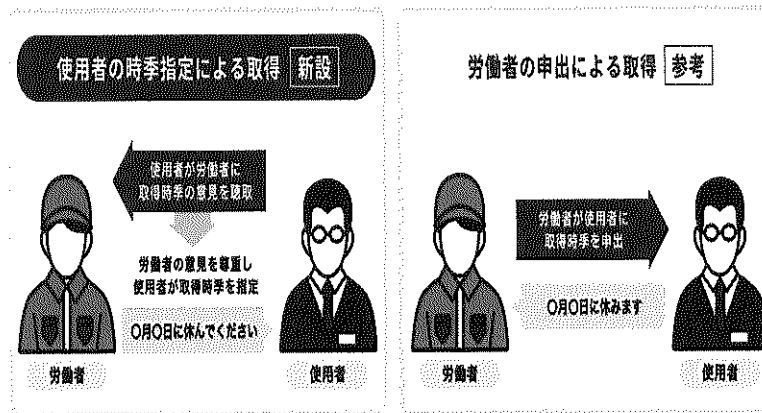 使用者の時季指定による取得 新設
使用者が労働者に
取得時季の意見を聴取
労働者の意見を尊重し
使用者が取得時季を指定
〇月〇日に休んでください
労働者
使用者
労働者の申出による取得 参考
労働者が使用者に
取得時季を申出
〇月〇日に休みます
労働者
使用者